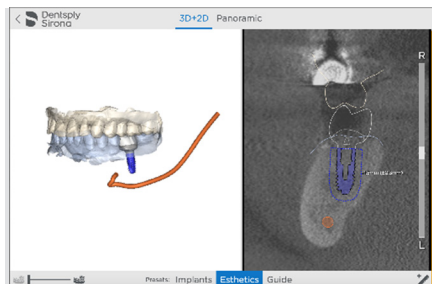 Dentsply
Sirona
3D+2D Panoramic
R
L
Presets: Implants Esthetics Guide